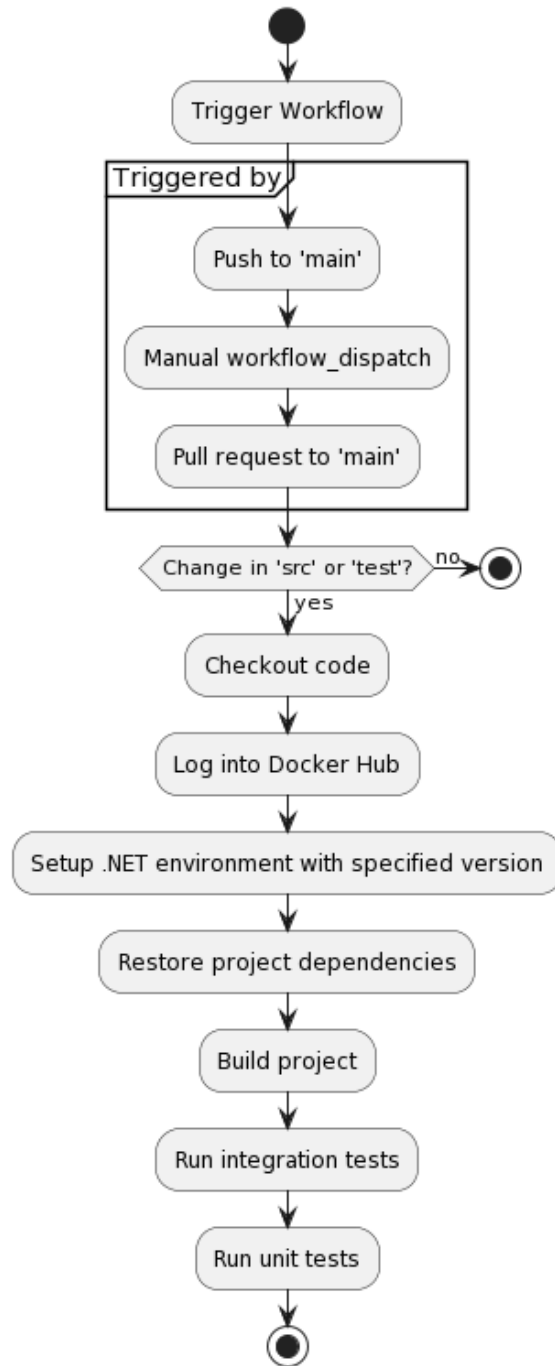 Trigger Workflow
Triggered by
Push to 'main'
Manual workflow_dispatch
Pull request to 'main'
Change in 'src' or 'test'?
no
yes
Checkout code
Log into Docker Hub
Setup .NET environment with specified version
Restore project dependencies
Build project
Run integration tests
Run unit tests